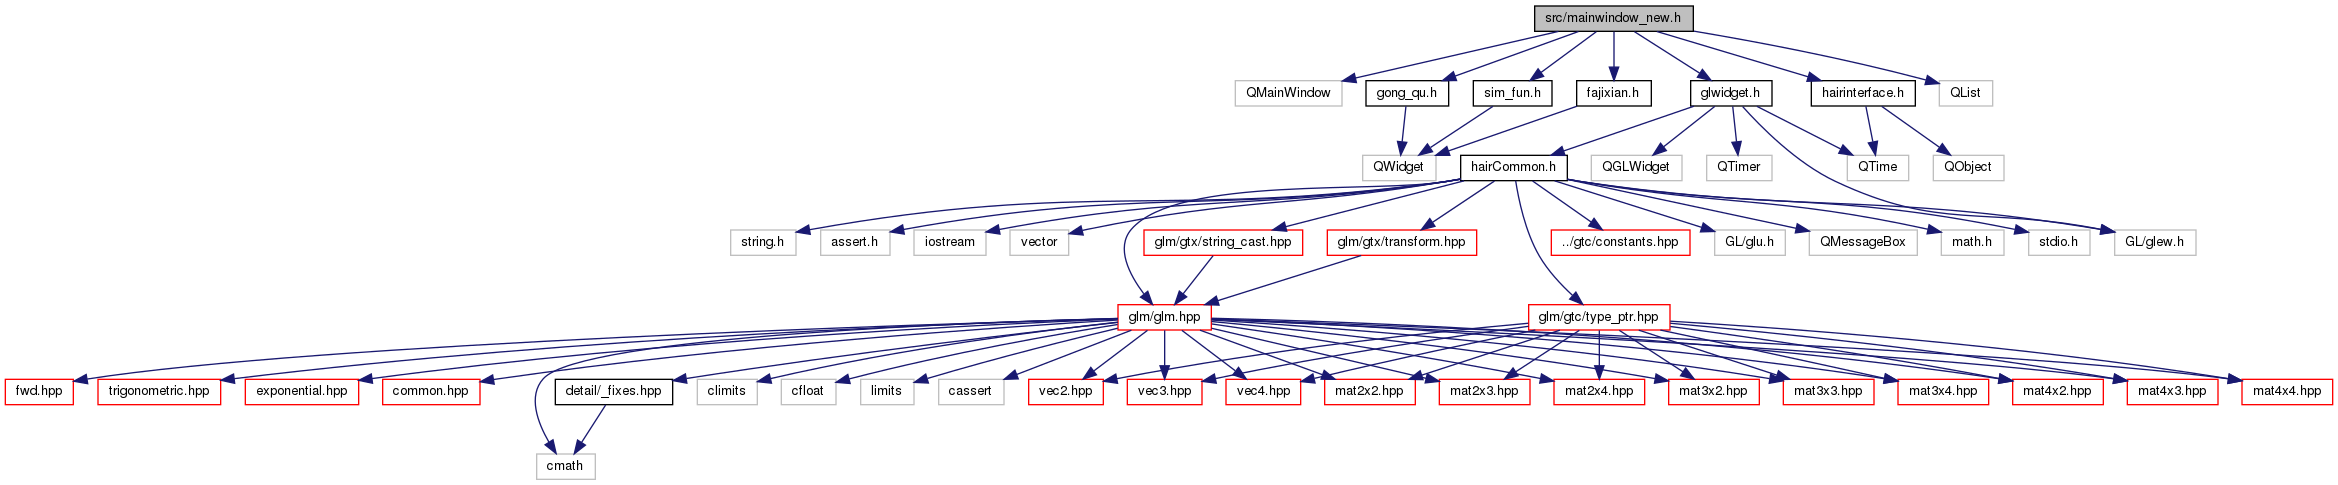 src/mainwindow_new.h
QMainWindow
gong_qu.h
sim_fun.h
fajixian.h
glwidget.h
hairinterface.h
QList
QWidget
hairCommon.h
QGLWidget
QTimer
QTime
QObject
string.h
assert.h
iostream
vector
glm/gtx/string_cast.hpp
glm/gtx/transform.hpp
../gtc/constants.hpp
GL/glu.h
QMessageBox
math.h
stdio.h
GL/glew.h
glm/glm.hpp
glm/gtc/type_ptr.hpp
fwd.hpp
trigonometric.hpp
exponential.hpp
common.hpp
detail/_fixes.hpp
climits
cfloat
limits
cassert
vec2.hpp
vec3.hpp
vec4.hpp
mat2x2.hpp
mat2x3.hpp
mat2x4.hpp
mat3x2.hpp
mat3x3.hpp
mat3x4.hpp
mat4x2.hpp
mat4x3.hpp
mat4x4.hpp
cmath